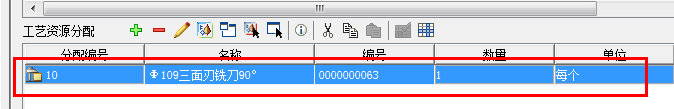 工艺资源分配
分配编号 名称 编号 数量 单位
10 Φ109三面刃铣刀90° 0000000063 1 每个